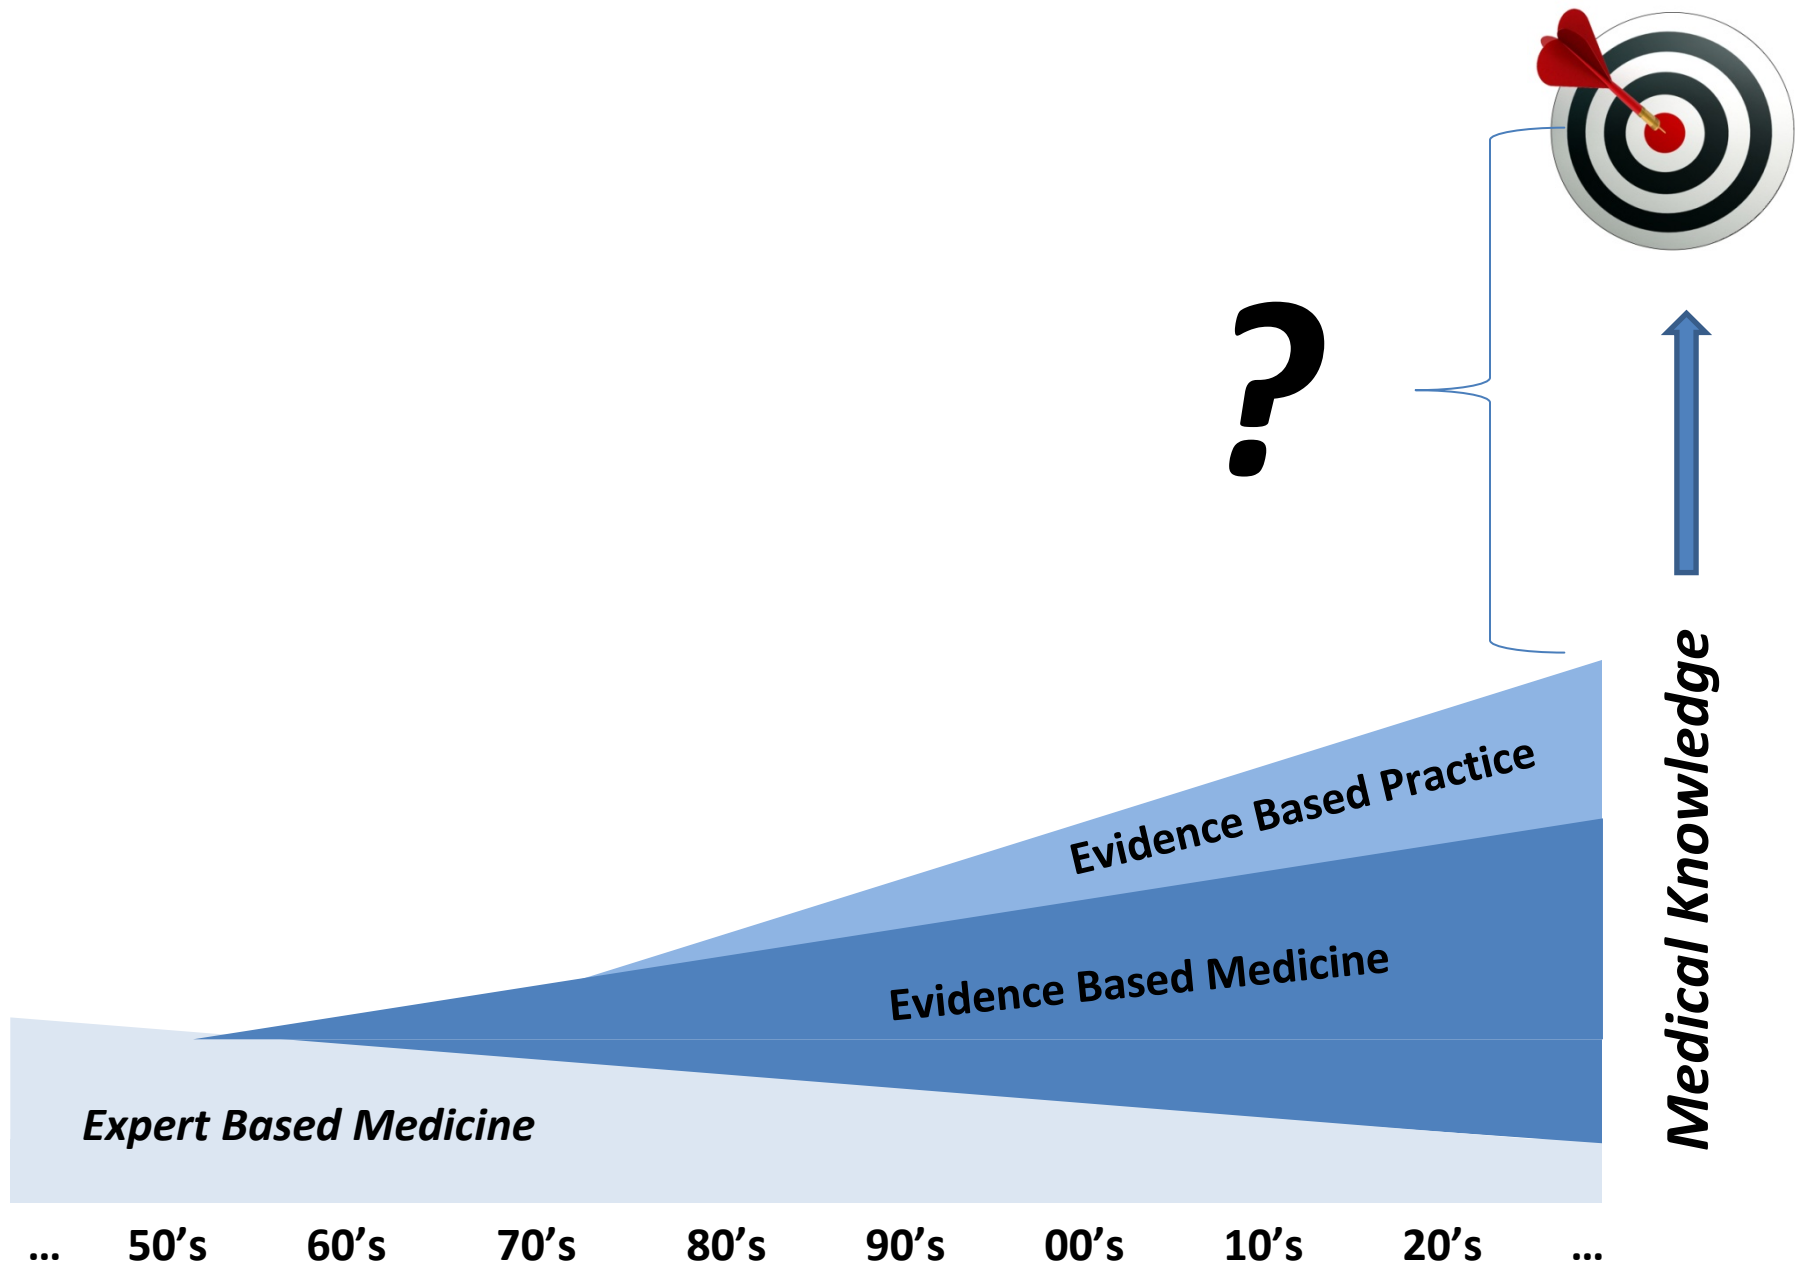 ?
Evidence Based Practice
Evidence Based Medicine
Expert Based Medicine
Medical Knowledge
... 50’s 60’s 70’s 80’s 90’s 00’s 10’s 20’s ...